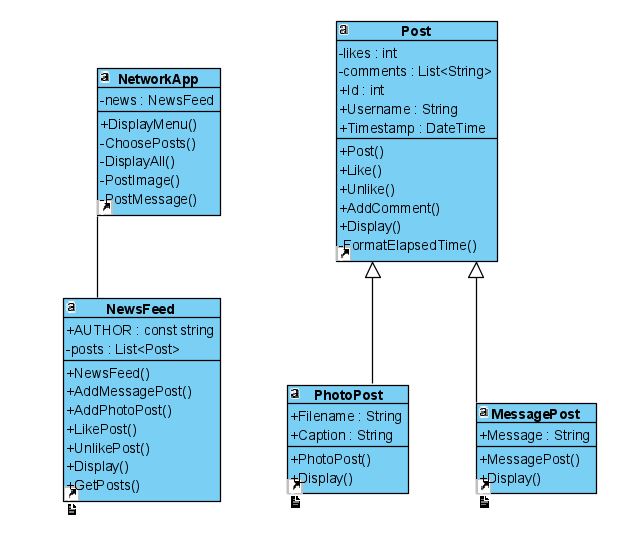 a
NetworkApp
-news : NewsFeed
+DisplayMenu()
-ChoosePosts()
-DisplayAll()
-PostImage()
-PostMessage()
a
Post
-likes : int
-comments : List<String>
+Id : int
+Username : String
+Timestamp : DateTime
+Post()
+Like()
+Unlike()
+AddComment()
+Display()
-FormatElapsedTime()
a
NewsFeed
+AUTHOR : const string
-posts : List<Post>
+NewsFeed()
+AddMessagePost()
+AddPhotoPost()
+LikePost()
+UnlikePost()
+Display()
+GetPosts()
a
PhotoPost
+Filename : String
+Caption : String
+PhotoPost()
+Display()
a
MessagePost
+Message : String
+MessagePost()
+Display()